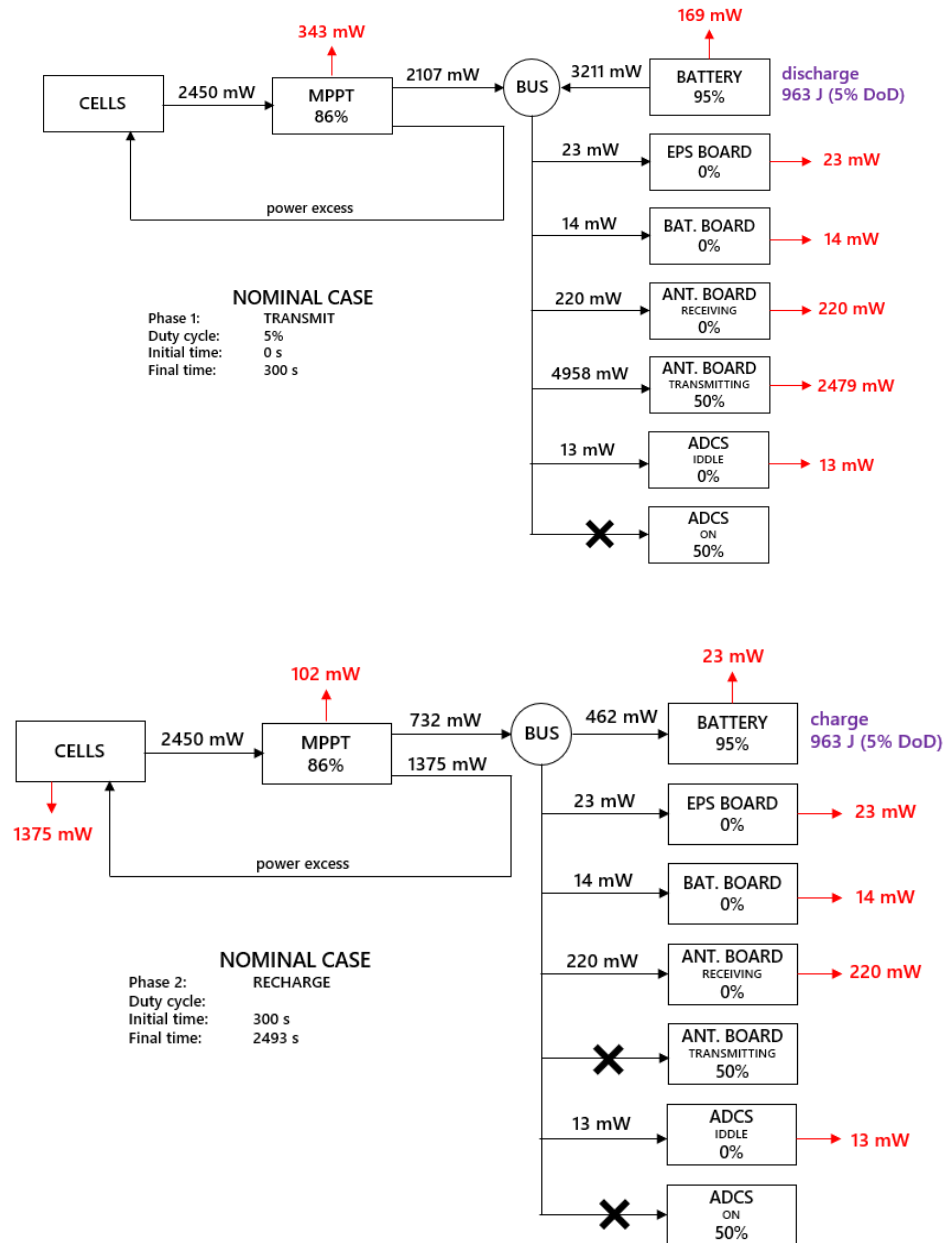 343 mW
169 mW
CELLS
2450 mW
MPPT
86%
2107 mW
BUS
3211 mW
BATTERY
95%
discharge
963 J (5% DoD)
23 mW
EPS BOARD
0%
23 mW
power excess
14 mW
BAT. BOARD
0%
14 mW
NOMINAL CASE
Phase 1: TRANSMIT
Duty cycle: 5%
Initial time: 0 s
Final time: 300 s
220 mW
ANT. BOARD
RECEIVING
0%
220 mW
4958 mW
ANT. BOARD
TRANSMITTING
50%
2479 mW
13 mW
ADCS
IDDLE
0%
13 mW
ADCS
ON
50%
102 mW
23 mW
CELLS
2450 mW
MPPT
86%
732 mW
1375 mW
BUS
462 mW
BATTERY
95%
charge
963 J (5% DoD)
1375 mW
23 mW
EPS BOARD
0%
23 mW
power excess
14 mW
BAT. BOARD
0%
14 mW
NOMINAL CASE
Phase 2: RECHARGE
Duty cycle:
Initial time: 300 s
Final time: 2493 s
220 mW
ANT. BOARD
RECEIVING
0%
220 mW
ANT. BOARD
TRANSMITTING
50%
13 mW
ADCS
IDDLE
0%
13 mW
ADCS
ON
50%